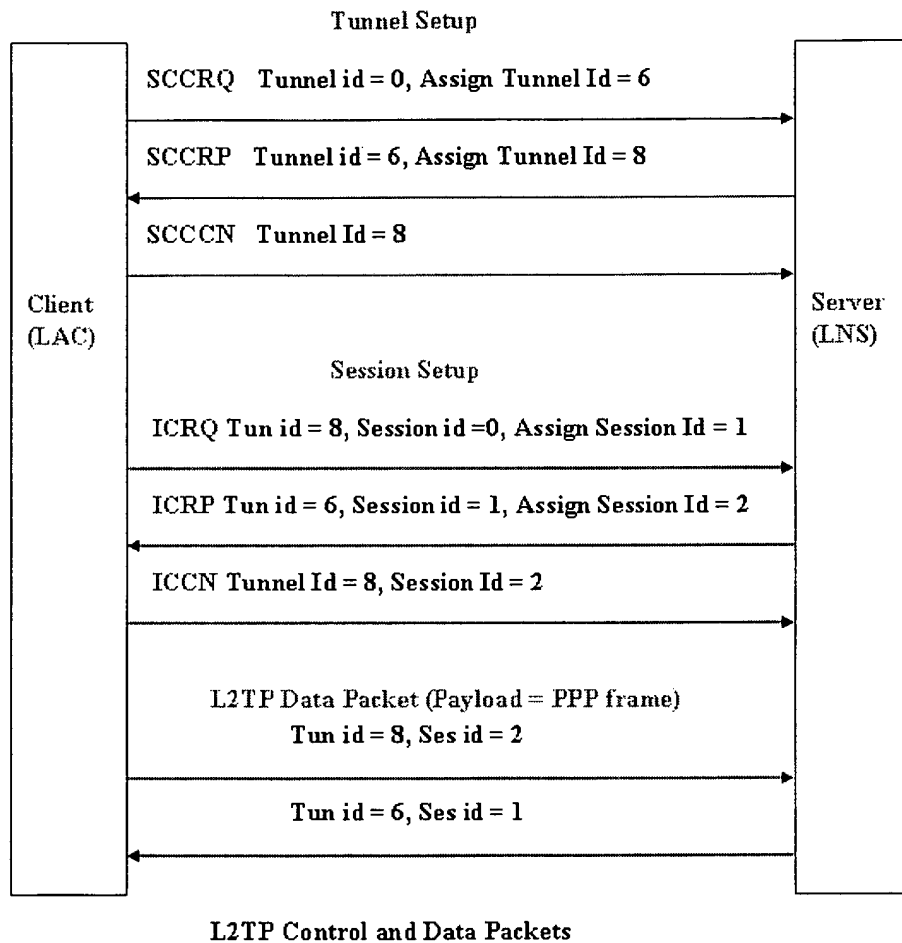 Tunnel Setup
SCCRQ Tunnel id = 0, Assign Tunnel Id = 6
SCCRP Tunnel id = 6, Assign Tunnel Id = 8
SCCCN Tunnel Id = 8
Client
(LAC)
Server
(LNS)
Session Setup
ICRQ Tun id = 8, Session id =0, Assign Session Id = 1
ICRP Tun id = 6, Session id = 1, Assign Session Id = 2
ICCN Tunnel Id = 8, Session Id = 2
L2TP Data Packet (Payload = PPP frame)
Tun id = 8, Ses id = 2
Tun id = 6, Ses id = 1
L2TP Control and Data Packets